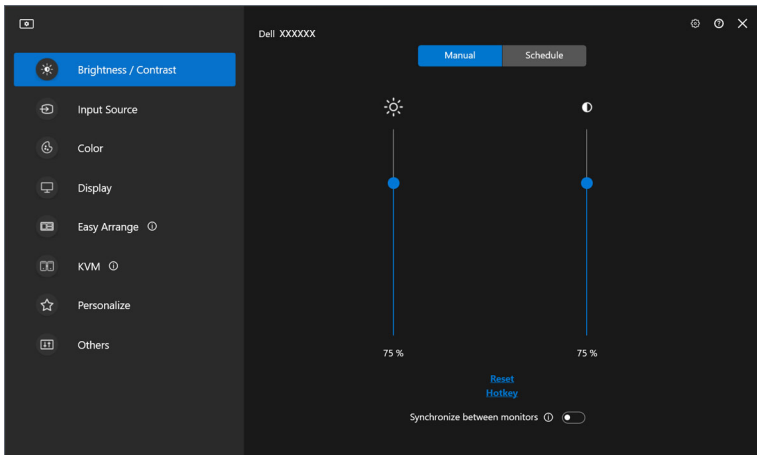 Dell XXXXXX
Brightness / Contrast
Input Source
Color
Display
Easy Arrange
KVM
Personalize
Others
Manual Schedule
75 % 75 %
Reset
Hotkey
Synchronize between monitors